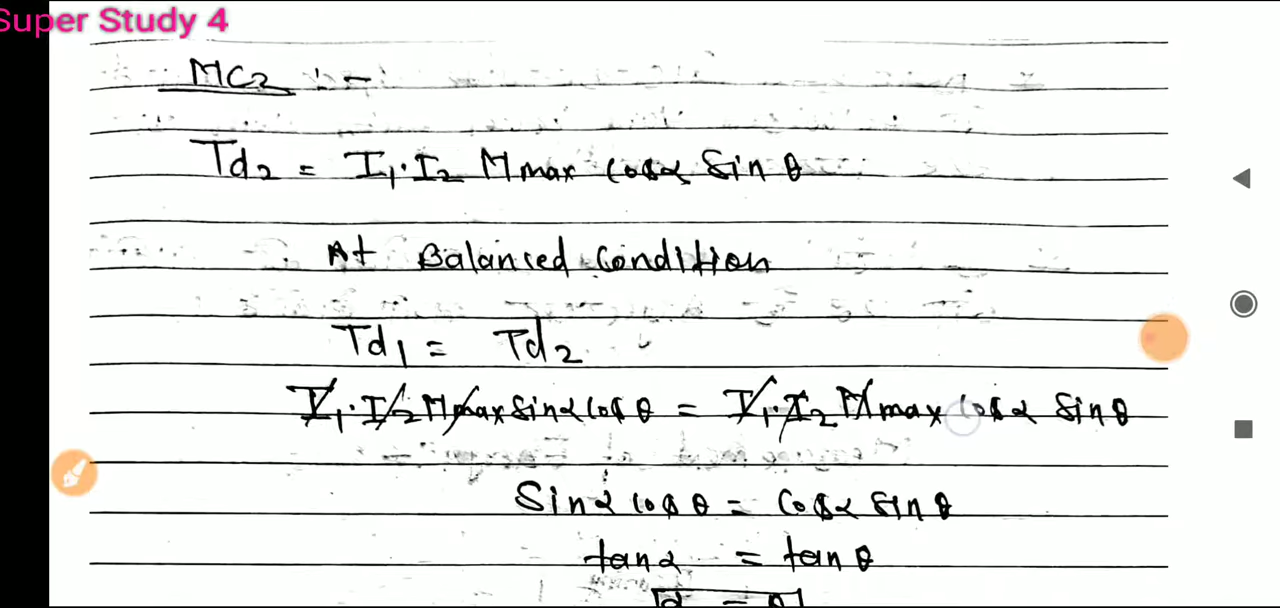 Super Study 4
MC2 :-
Td2 = I1·I2 Mmax cosα Sin θ
At Balanced Condition
Td1 = Td2
I1·I2 Mmax Sinα cos θ = I1·I2 Mmax cosα Sin θ
Sinα cos θ = cosα Sin θ
tanα = tan θ
α = θ